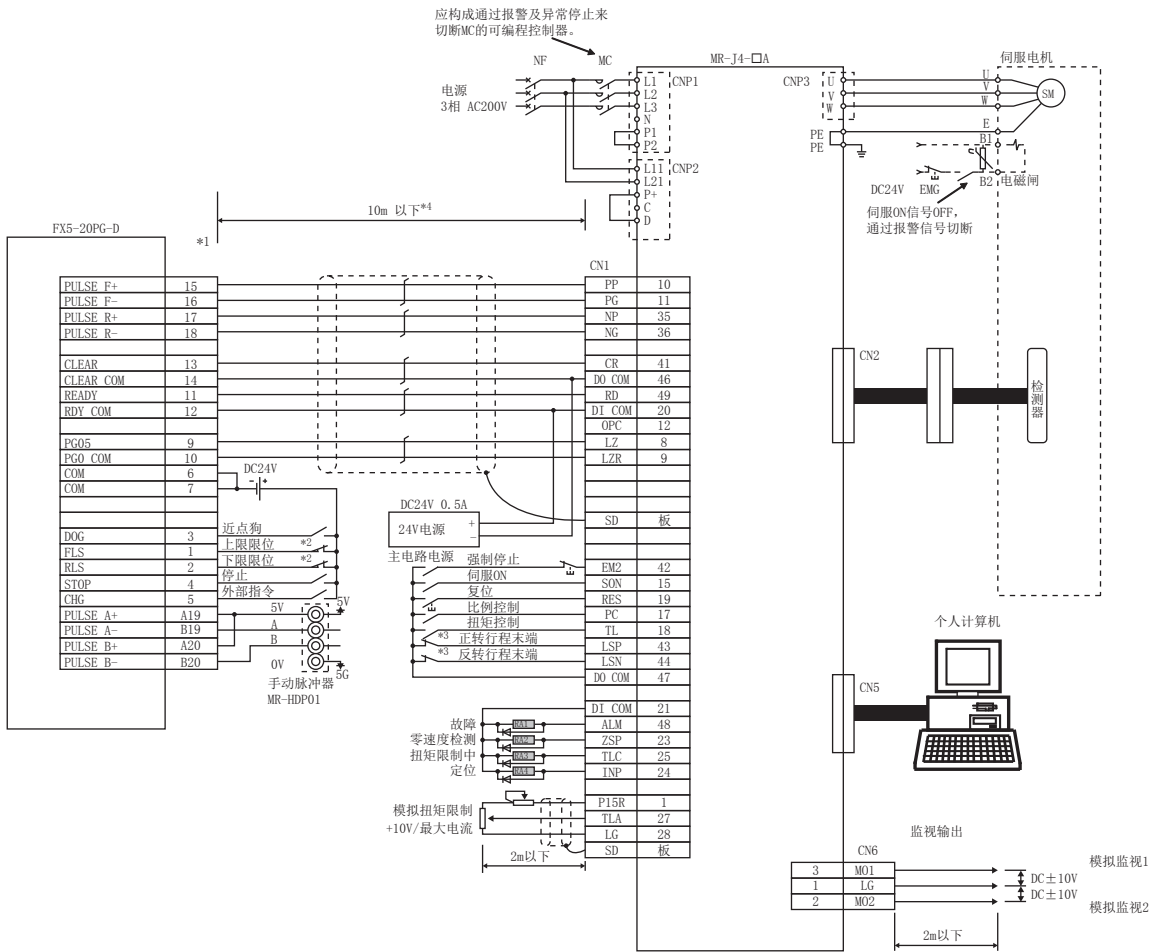 应构成通过报警及异常停止来
切断MC的可编程控制器。
NF
MC
电源
3相 AC200V
MR-J4-□A
L1
L2
L3
N
P1
P2
CNP1
L11
L21
P+
C
D
CNP2
CNP3
U
V
W
PE
PE
伺服电机
U
V
W
E
SM
B1
B2
电磁闸
DC24V
EMG
伺服ON信号OFF，
通过报警信号切断
10m 以下*4
FX5-20PG-D
*1
PULSE F+ 15
PULSE F- 16
PULSE R+ 17
PULSE R- 18
CLEAR 13
CLEAR COM 14
READY 11
RDY COM 12
PG05 9
PGO COM 10
COM 6
COM 7
DOG 3
FLS 1
RLS 2
STOP 4
CHG 5
PULSE A+ A19
PULSE A- B19
PULSE B+ A20
PULSE B- B20
DC24V
- +
近点狗
上限限位 *2
下限限位 *2
停止
外部指令
5V
A
B
0V
5V
5G
手动脉冲器
MR-HDP01
CN1
PP 10
PG 11
NP 35
NG 36
CR 41
DO COM 46
RD 49
DI COM 20
OPC 12
LZ 8
LZR 9
SD 板
EM2 42
SON 15
RES 19
PC 17
TL 18
LSP 43
LSN 44
DO COM 47
DI COM 21
ALM 48
ZSP 23
TLC 25
INP 24
P15R 1
TLA 27
LG 28
SD 板
DC24V 0.5A
24V电源
+
-
主电路电源
强制停止
伺服ON
复位
比例控制
扭矩控制
*3 正转行程末端
*3 反转行程末端
故障 RA1
零速度检测 RA2
扭矩限制中 RA3
定位 RA4
模拟扭矩限制
+10V/最大电流
2m以下
CN2
检测器
CN5
个人计算机
监视输出
CN6
3 MO1
1 LG
2 MO2
模拟监视1
DC±10V
DC±10V
模拟监视2
2m以下